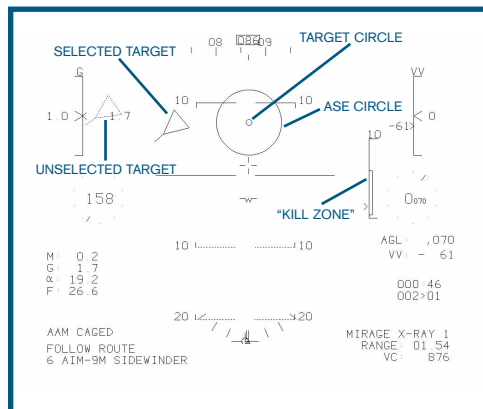 TARGET CIRCLE
SELECTED TARGET
08 086 09
G VV
10 10
ASE CIRCLE
1.0 1.7
-61> 0
10
UNSELECTED TARGET
"KILL ZONE"
158
0070
10 10
AGL: ,070
VV: - 61
M: 0.2
G: 1.7
α: 19.2
F: 26.6
000:46
002>01
20 20
AAM CAGED
FOLLOW ROUTE
6 AIM-9M SIDEWINDER
MIRAGE X-RAY 1
RANGE: 01.54
VC: 876